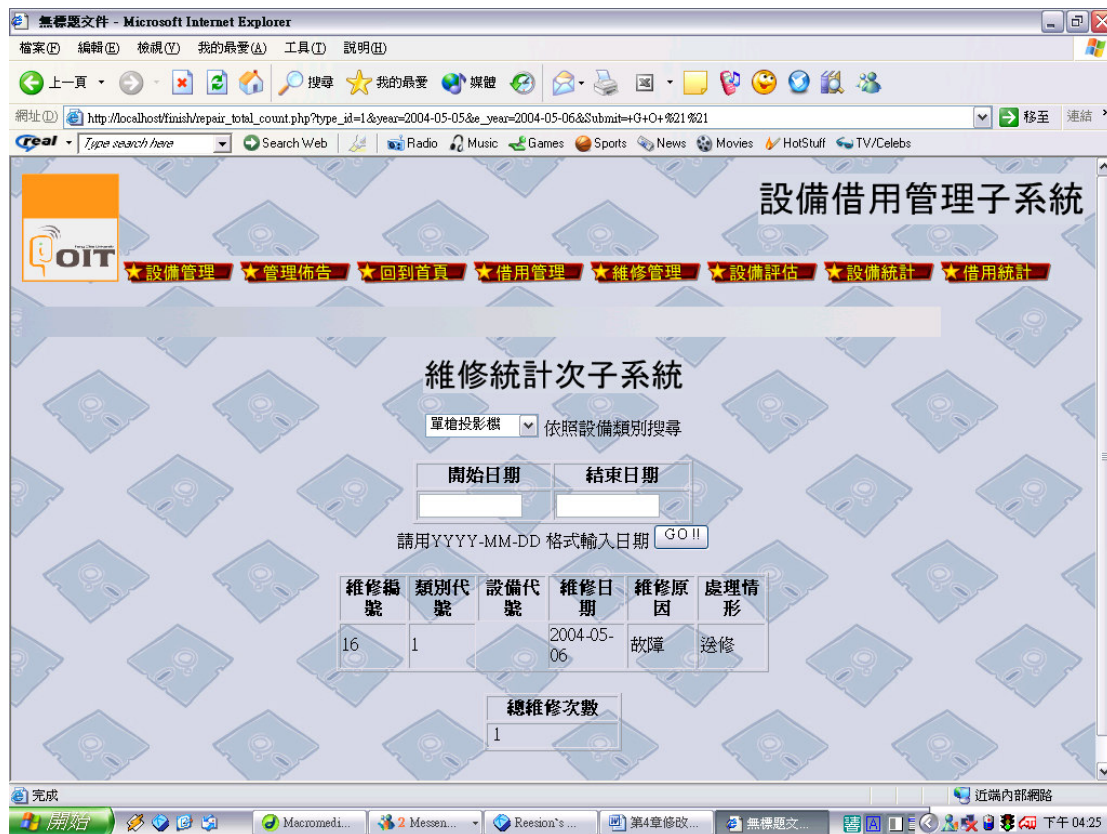 無標題文件 - Microsoft Internet Explorer
檔案(F) 編輯(E) 檢視(V) 我的最愛(A) 工具(T) 說明(H)
上一頁 搜尋 我的最愛 媒體
網址(D) http://localhost/finish/repair_total_count.php?type_id=1&year=2004-05-05&e_year=2004-05-06&Submit=+G+O+%21%21 移至 連結
real Type search here Search Web Radio Music Games Sports News Movies HotStuff TV/Celebs
設備借用管理子系統
OIT
設備管理 管理佈告 回到首頁 借用管理 維修管理 設備評估 設備統計 借用統計
維修統計次子系統
單槍投影機 依照設備類別搜尋
開始日期 結束日期
請用YYYY-MM-DD 格式輸入日期 GO !!
維修編號 類別代號 設備代號 維修日期 維修原因 處理情形
16 1 2004-05-06 故障 送修
總維修次數
1
完成 近端內部網路
開始 Macromedi... 2 Messen... Reesion`s ... 第4章修改... 無標題文... 下午 04:25